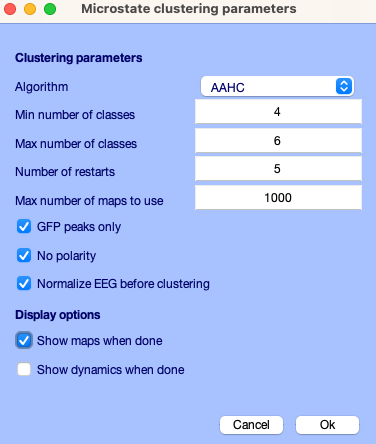 Microstate clustering parameters
Clustering parameters
Algorithm AAHC
Min number of classes 4
Max number of classes 6
Number of restarts 5
Max number of maps to use 1000
GFP peaks only
No polarity
Normalize EEG before clustering
Display options
Show maps when done
Show dynamics when done
Cancel Ok